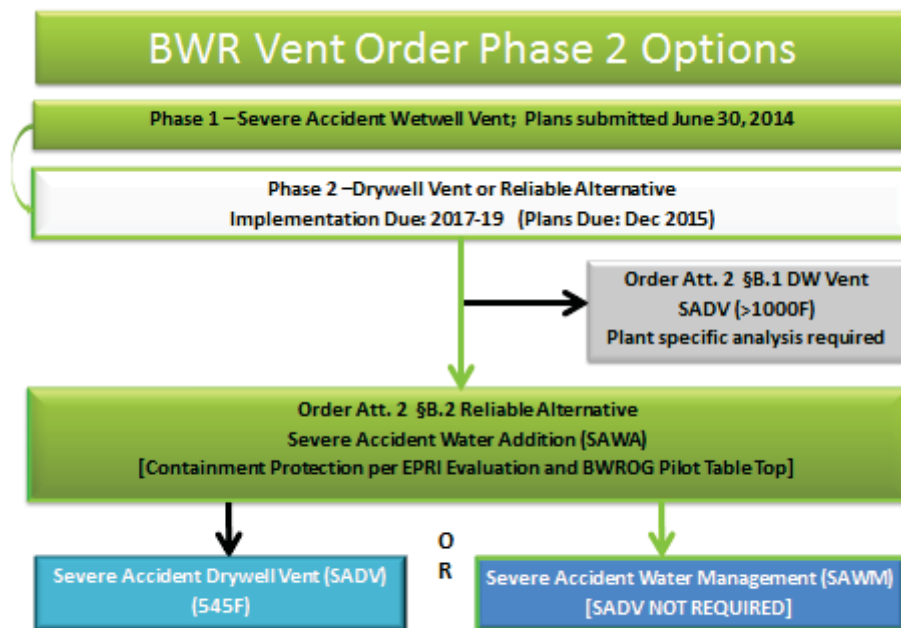 BWR Vent Order Phase 2 Options
Phase 1 – Severe Accident Wetwell Vent; Plans submitted June 30, 2014
Phase 2 –Drywell Vent or Reliable Alternative
Implementation Due: 2017-19 (Plans Due: Dec 2015)
Order Att. 2 §B.1 DW Vent
SADV (>1000F)
Plant specific analysis required
Order Att. 2 §B.2 Reliable Alternative
Severe Accident Water Addition (SAWA)
[Containment Protection per EPRI Evaluation and BWROG Pilot Table Top]
Severe Accident Drywell Vent (SADV)
(545F)
O
R
Severe Accident Water Management (SAWM)
[SADV NOT REQUIRED]